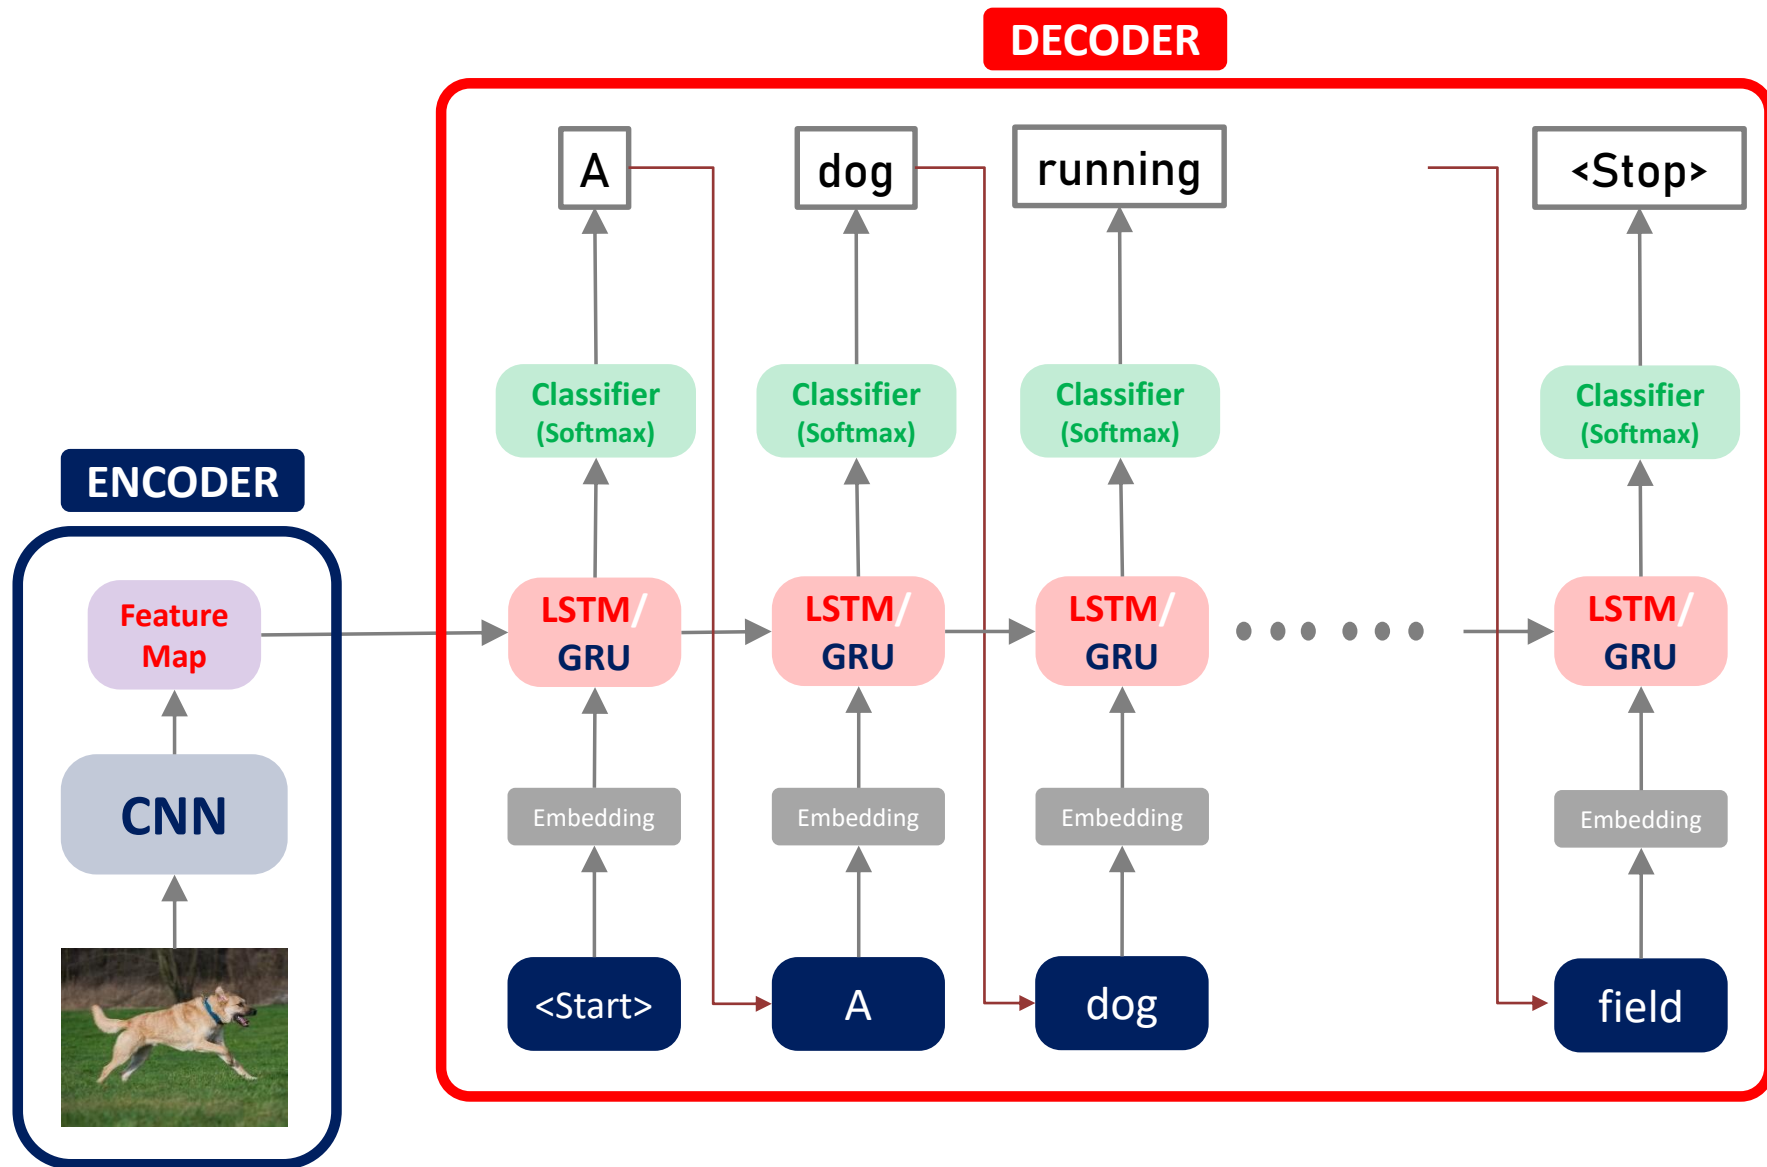 DECODER
A
dog
running
<Stop>
Classifier
(Softmax)
Classifier
(Softmax)
Classifier
(Softmax)
Classifier
(Softmax)
ENCODER
Feature
Map
LSTM/
GRU
LSTM/
GRU
LSTM/
GRU
LSTM/
GRU
CNN
Embedding
Embedding
Embedding
Embedding
<Start>
A
dog
field